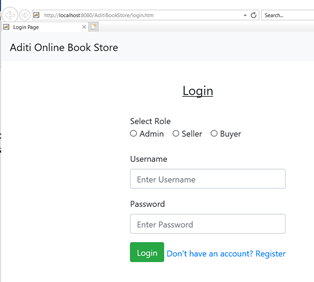 http://localhost:8080/AditiBookStore/login.htm
Search...
Login Page
Aditi Online Book Store
Login
Select Role
Admin Seller Buyer
Username
Enter Username
Password
Enter Password
Login Don't have an account? Register